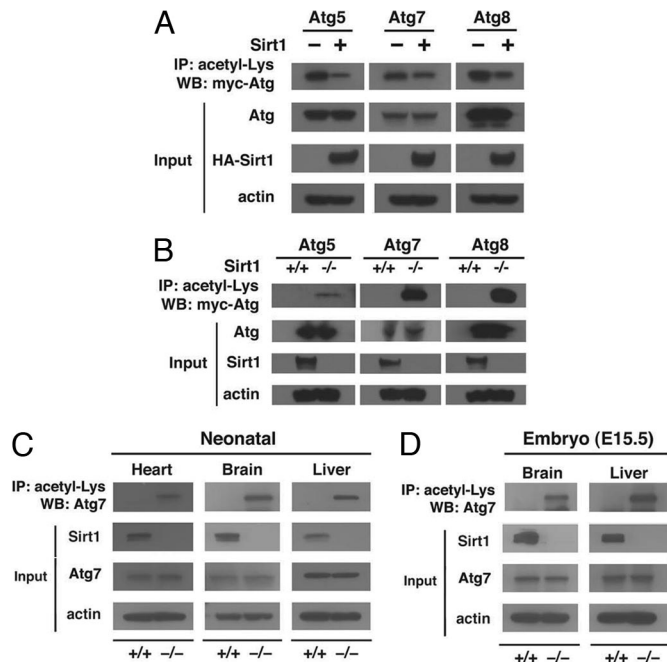 A
Atg5 Atg7 Atg8
Sirt1 − + − + − +
IP: acetyl-Lys
WB: myc-Atg
Atg
Input HA-Sirt1
actin
B
Atg5 Atg7 Atg8
Sirt1 +/+ -/- +/+ -/- +/+ -/-
IP: acetyl-Lys
WB: myc-Atg
Atg
Input Sirt1
actin
C Neonatal
Heart Brain Liver
IP: acetyl-Lys
WB: Atg7
Sirt1
Input Atg7
actin
+/+ −/− +/+ −/− +/+ −/−
D Embryo (E15.5)
Brain Liver
IP: acetyl-Lys
WB: Atg7
Sirt1
Input Atg7
actin
+/+ −/− +/+ −/−